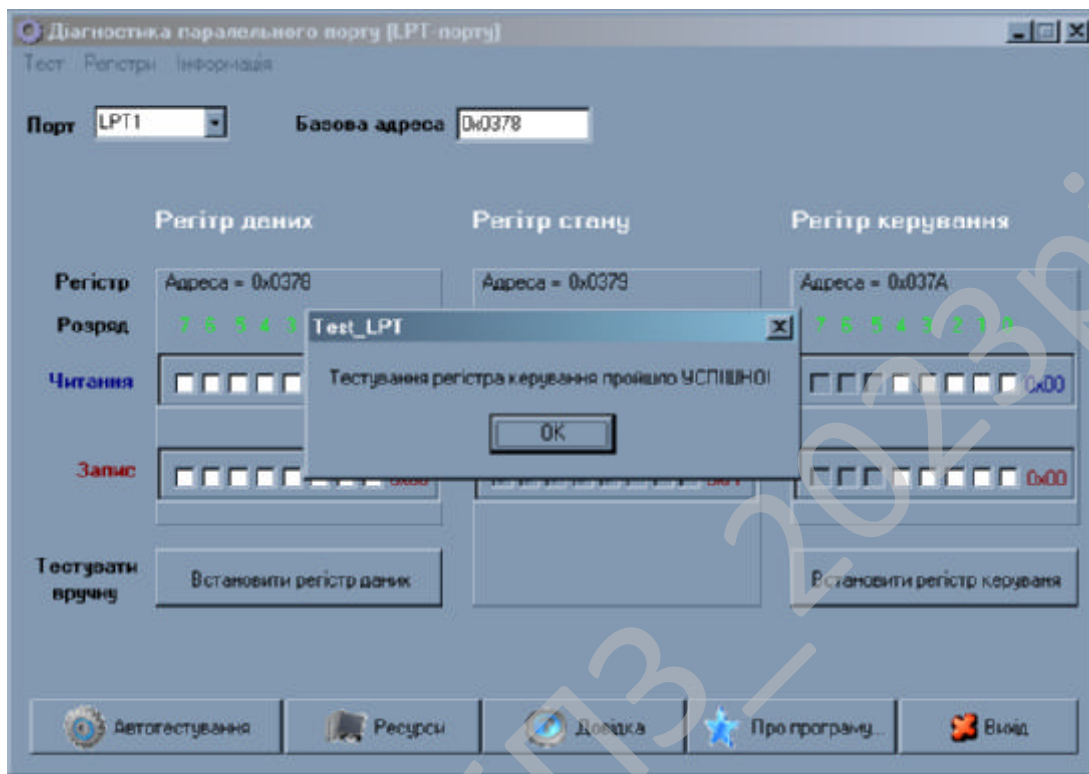 Діагностика паралельного порту (LPT-порту)
Тест Регістри Інформація
Порт LPT1 Базова адреса 0x0378
Регітр даних Регітр стану Регітр керування
Регістр Адреса = 0x0378 Адреса = 0x0379 Адреса = 0x037A
Розряд 7 6 5 4 3 7 6 5 4 3 2 1 0
Test_LPT
Читання 0x00
Тестування регістра керування пройшло УСПІШНО!
OK
Запис 0x00
Тестувати вручну
Встановити регістр даних Встановити регістр керуваня
Автотестування Ресурси Довідка Про програму... Вихід
ПЗ_2023р.